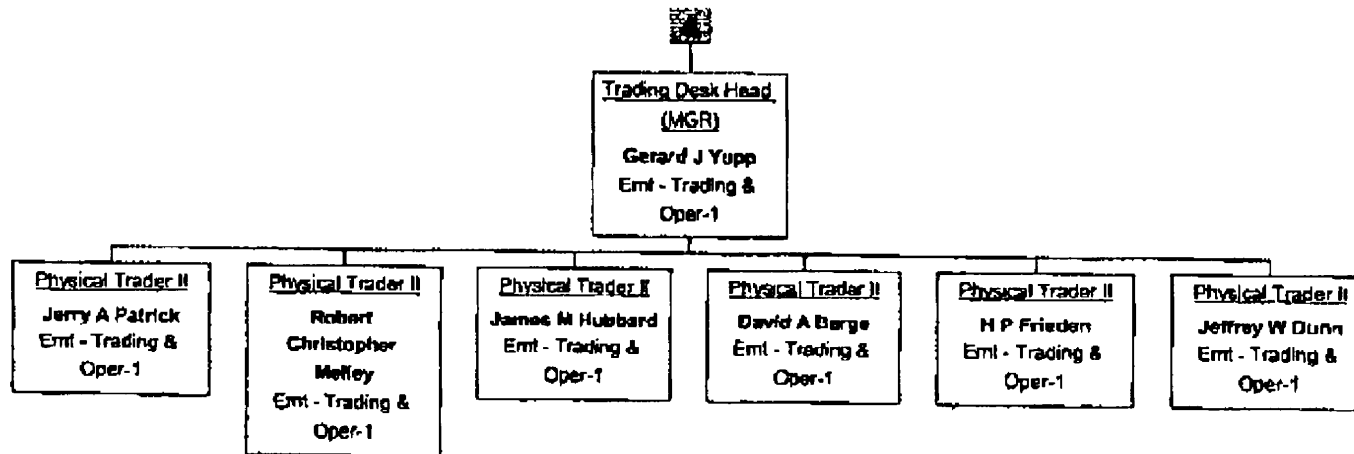 Trading Desk Head
(MGR)
Gerard J Yupp
Emt - Trading &
Oper-1
Physical Trader II
Jerry A Patrick
Emt - Trading &
Oper-1
Physical Trader II
Robert
Christopher
Emt - Trading &
Oper-1
Physical Trader II
James M Hubbard
Emt - Trading &
Oper-1
Physical Trader II
David A
Emt - Trading &
Oper-1
Physical Trader II
H P Frieden
Emt - Trading &
Oper-1
Physical Trader II
Jeffrey W Dunn
Emt - Trading &
Oper-1